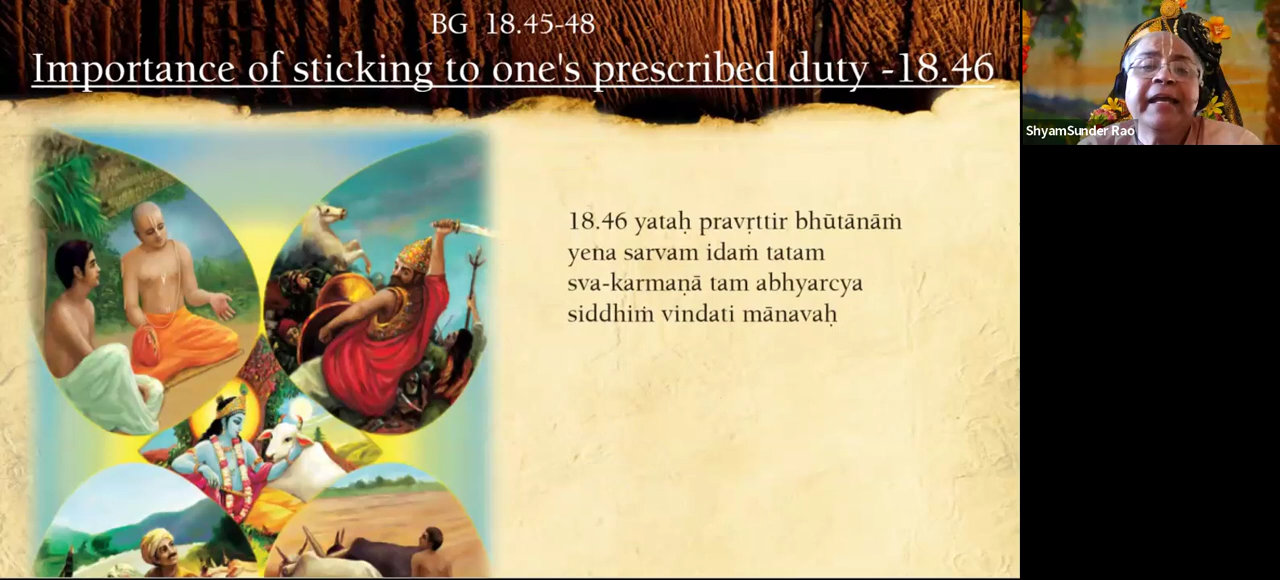 BG 18.45-48
Importance of sticking to one's prescribed duty -18.46
ShyamSunder Rao
18.46 yataḥ pravṛttir bhūtānāṁ
yena sarvam idaṁ tatam
sva-karmaṇā tam abhyarcya
siddhiṁ vindati mānavaḥ